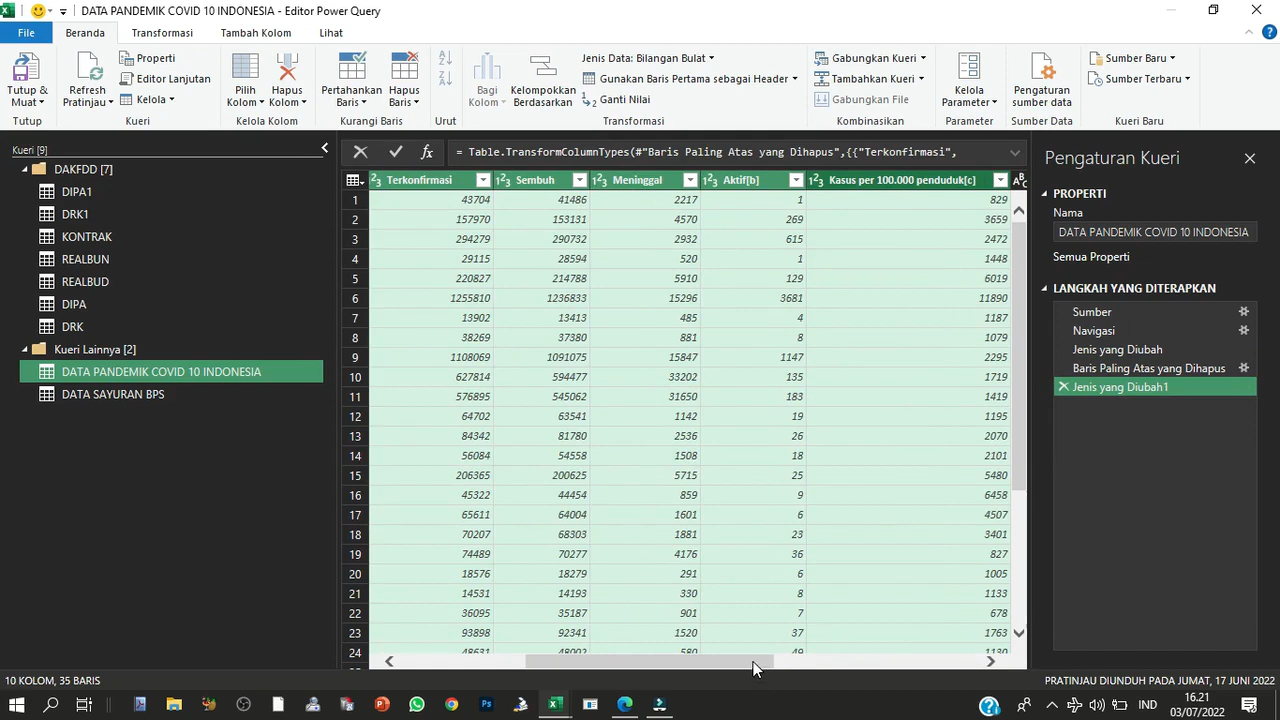 DATA PANDEMIK COVID 10 INDONESIA - Editor Power Query
File Beranda Transformasi Tambah Kolom Lihat
Tutup & Muat
Tutup
Refresh Pratinjau
Properti
Editor Lanjutan
Kelola
Kueri
Pilih Kolom
Hapus Kolom
Kelola Kolom
Pertahankan Baris
Hapus Baris
Kurangi Baris
Urut
Bagi Kolom
Kelompokkan Berdasarkan
Jenis Data: Bilangan Bulat
Gunakan Baris Pertama sebagai Header
Ganti Nilai
Transformasi
Gabungkan Kueri
Tambahkan Kueri
Gabungkan File
Kombinasikan
Kelola Parameter
Parameter
Pengaturan sumber data
Sumber Data
Sumber Baru
Sumber Terbaru
Kueri Baru
Kueri [9]
DAKFDD [7]
DIPA1
DRK1
KONTRAK
REALBUN
REALBUD
DIPA
DRK
Kueri Lainnya [2]
DATA PANDEMIK COVID 10 INDONESIA
DATA SAYURAN BPS
= Table.TransformColumnTypes(#"Baris Paling Atas yang Dihapus",{{"Terkonfirmasi",
Terkonfirmasi Sembuh Meninggal Aktif[b] Kasus per 100.000 penduduk[c]
1 43704 41486 2217 1 829
2 157970 153131 4570 269 3659
3 294279 290732 2932 615 2472
4 29115 28594 520 1 1448
5 220827 214788 5910 129 6019
6 1255810 1236833 15296 3681 11890
7 13902 13413 485 4 1187
8 38269 37380 881 8 1079
9 1108069 1091075 15847 1147 2295
10 627814 594477 33202 135 1719
11 576895 545062 31650 183 1419
12 64702 63541 1142 19 1195
13 84342 81780 2536 26 2070
14 56084 54558 1508 18 2101
15 206365 200625 5715 25 5480
16 45322 44454 859 9 6458
17 65611 64004 1601 6 4507
18 70207 68303 1881 23 3401
19 74489 70277 4176 36 827
20 18576 18279 291 6 1005
21 14531 14193 330 8 1133
22 36095 35187 901 7 678
23 93898 92341 1520 37 1763
24 48631 48002 580 49 1130
Pengaturan Kueri
PROPERTI
Nama
DATA PANDEMIK COVID 10 INDONESIA
Semua Properti
LANGKAH YANG DITERAPKAN
Sumber
Navigasi
Jenis yang Diubah
Baris Paling Atas yang Dihapus
Jenis yang Diubah1
10 KOLOM, 35 BARIS
PRATINJAU DIUNDUH PADA JUMAT, 17 JUNI 2022
IND
16.21
03/07/2022